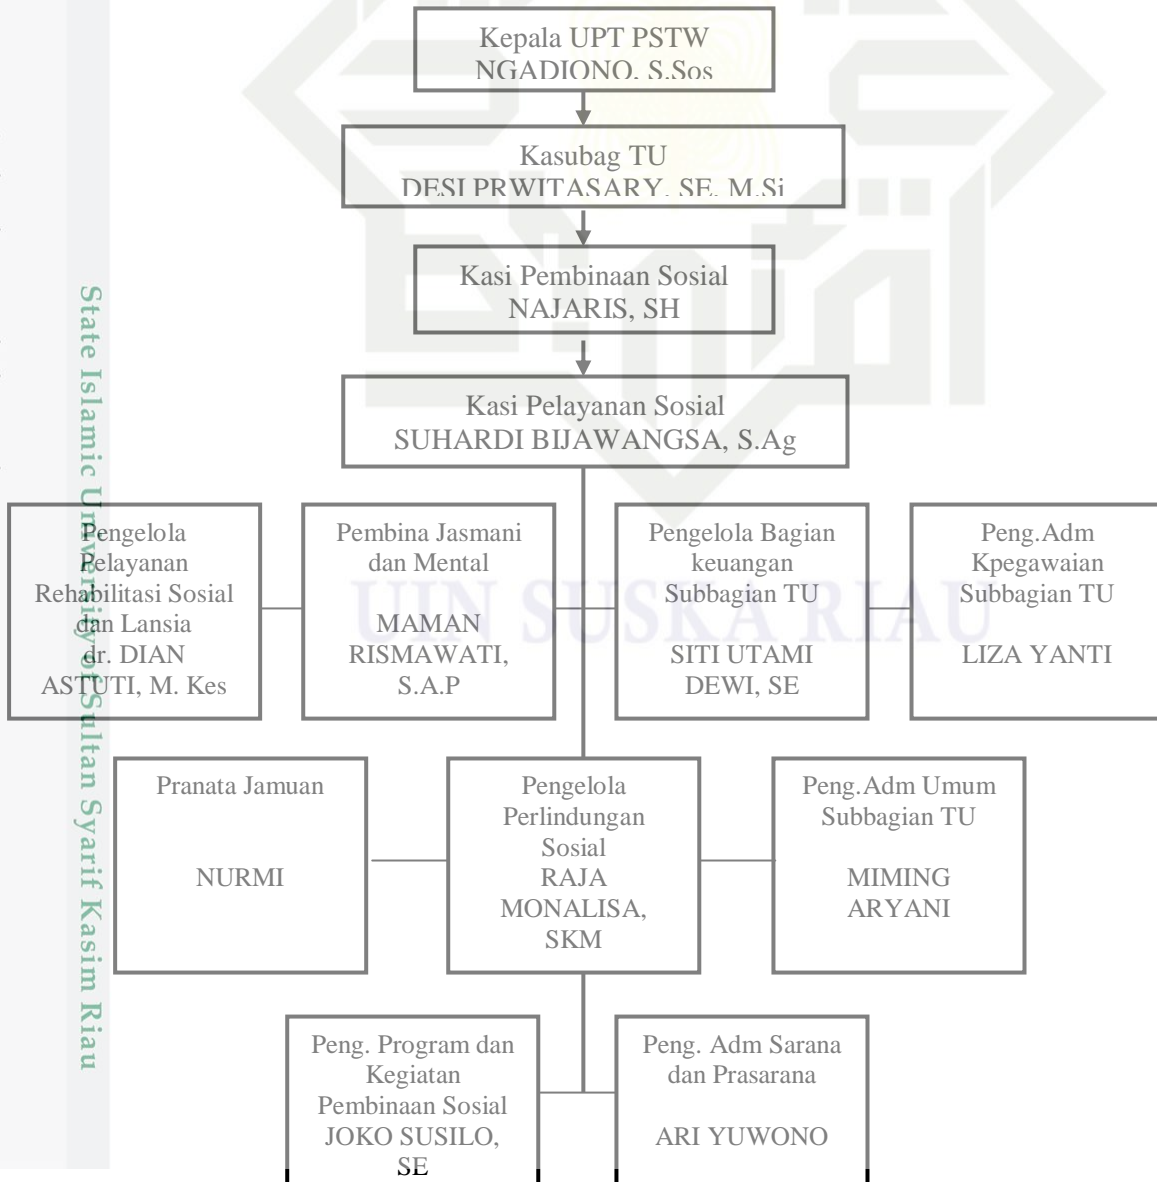 Kepala UPT PSTW
NGADIONO. S.Sos
Kasubag TU
DESI PRWITASARY. SE. M.Si
Kasi Pembinaan Sosial
NAJARIS, SH
Kasi Pelayanan Sosial
SUHARDI BIJAWANGSA, S.Ag
Pengelola
Pelayanan
Rehabilitasi Sosial
dan Lansia
dr. DIAN
ASTUTI, M. Kes
Pembina Jasmani
dan Mental
MAMAN
RISMAWATI,
S.A.P
Pengelola Bagian
keuangan
Subbagian TU
SITI UTAMI
DEWI, SE
Peng.Adm
Kpegawaian
Subbagian TU
LIZA YANTI
Pranata Jamuan
NURMI
Pengelola
Perlindungan
Sosial
RAJA
MONALISA,
SKM
Peng.Adm Umum
Subbagian TU
MIMING
ARYANI
Peng. Program dan
Kegiatan
Pembinaan Sosial
JOKO SUSILO,
SE
Peng. Adm Sarana
dan Prasarana
ARI YUWONO
State Islamic University of Sultan Syarif Kasim Riau
UIN SUSKA RIAU